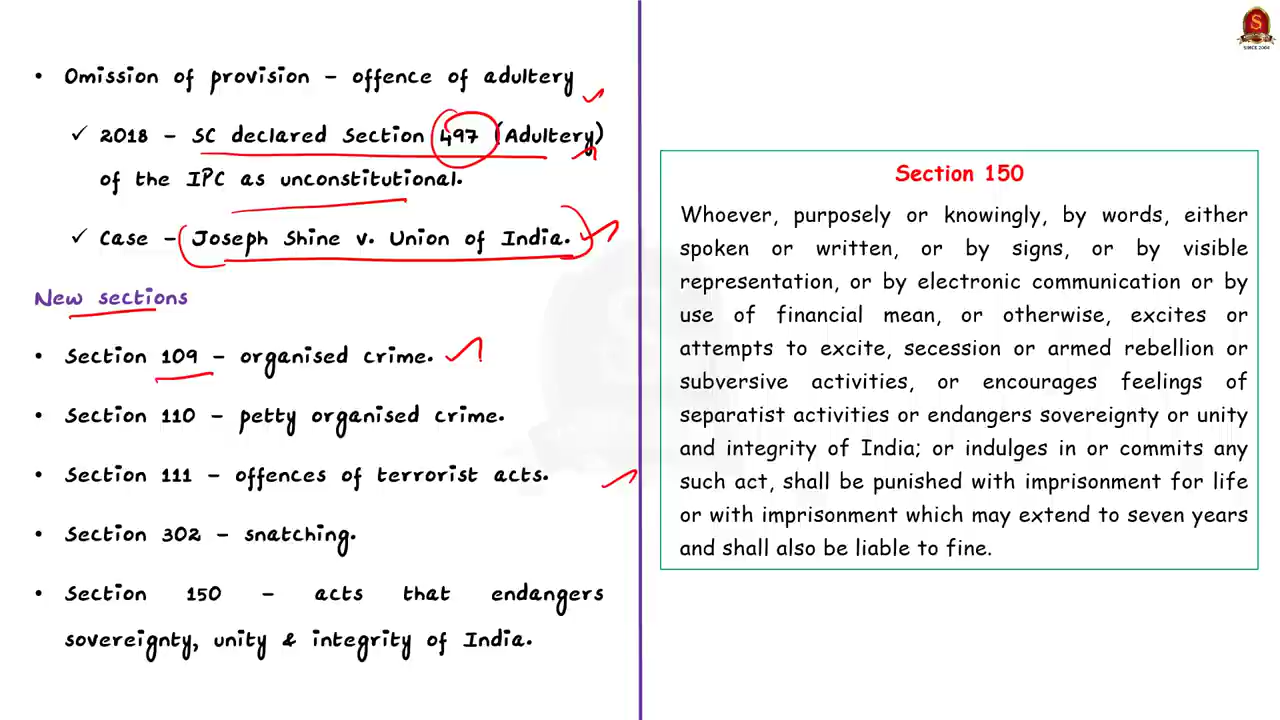 • Omission of provision – offence of adultery
✓ 2018 – SC declared Section 497 (Adultery)
of the IPC as unconstitutional.
✓ Case – Joseph Shine v. Union of India.
New sections
• Section 109 – organised crime.
• Section 110 – petty organised crime.
• Section 111 – offences of terrorist acts.
• Section 302 – snatching.
• Section 150 – acts that endangers
sovereignty, unity & integrity of India.
Section 150
Whoever, purposely or knowingly, by words, either
spoken or written, or by signs, or by visible
representation, or by electronic communication or by
use of financial mean, or otherwise, excites or
attempts to excite, secession or armed rebellion or
subversive activities, or encourages feelings of
separatist activities or endangers sovereignty or unity
and integrity of India; or indulges in or commits any
such act, shall be punished with imprisonment for life
or with imprisonment which may extend to seven years
and shall also be liable to fine.
S
SINCE 2004